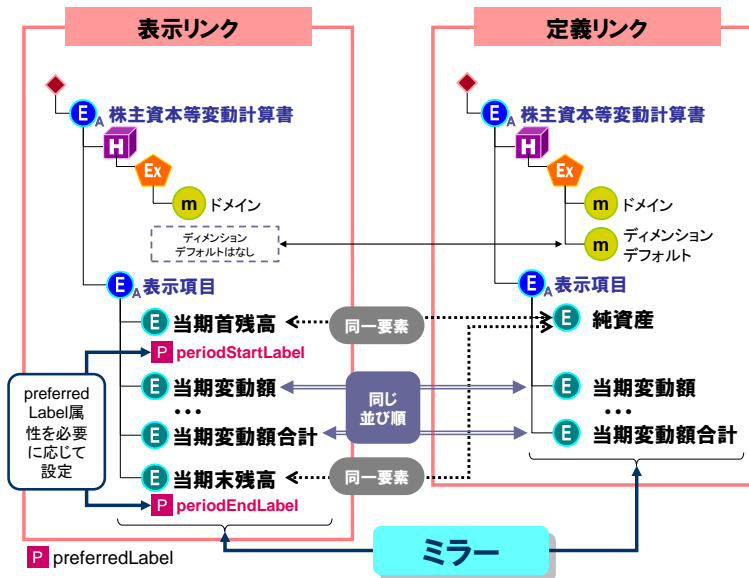 表示リンク
E
A
株主資本等変動計算書
H
Ex
m
ドメイン
ディメンション
デフォルトはなし
E
A
表示項目
E
当期首残高
P
periodStartLabel
E
当期変動額
…
E
当期変動額合計
E
当期末残高
P
periodEndLabel
preferred
Label属
性を必要
に応じて
設定
P
preferredLabel
同一要素
同じ
並び順
同一要素
ミラー
定義リンク
E
A
株主資本等変動計算書
H
Ex
m
ドメイン
m
ディメンション
デフォルト
E
A
表示項目
E
純資産
E
当期変動額
…
E
当期変動額合計